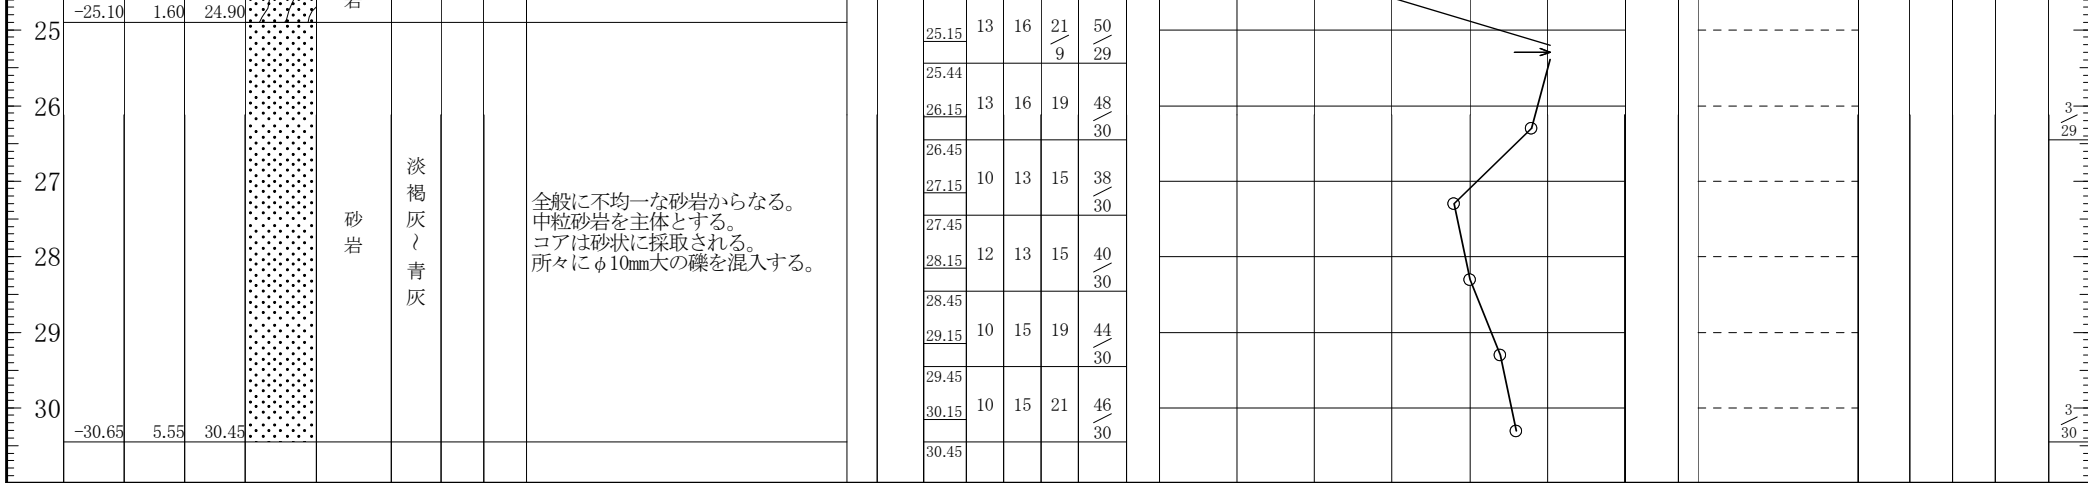 岩
-25.10 1.60 24.90
25
26
27
28
29
30
-30.65 5.55 30.45
砂岩
淡褐灰～青灰
全般に不均一な砂岩からなる。
中粒砂岩を主体とする。
コアは砂状に採取される。
所々にφ10mm大の礫を混入する。
25.15 13 16 21/9 50/29
25.44
26.15 13 16 19 48/30
26.45
27.15 10 13 15 38/30
27.45
28.15 12 13 15 40/30
28.45
29.15 10 15 19 44/30
29.45
30.15 10 15 21 46/30
30.45
3/29
3/30